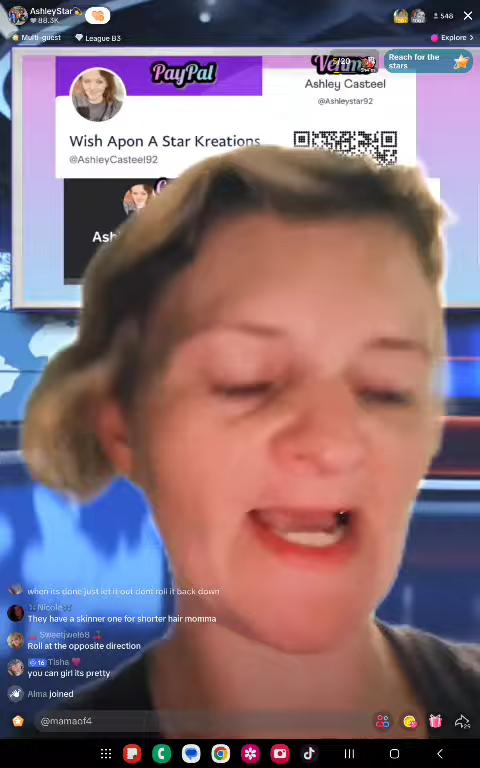 AshleyStar💫
88.3K
548
Multi-guest
League B3
Explore >
PayPal
Wish Apon A Star Kreations
@AshleyCasteel92
Venmo
Ashley Casteel
@Ashleystar92
Reach for the
stars
Ash
when its done just let it out dont roll it back down
Nicole
They have a skinner one for shorter hair momma
Sweetjwel68
Roll at the opposite direction
16 Tisha
you can girl its pretty
Alma joined
@mamaof4
25